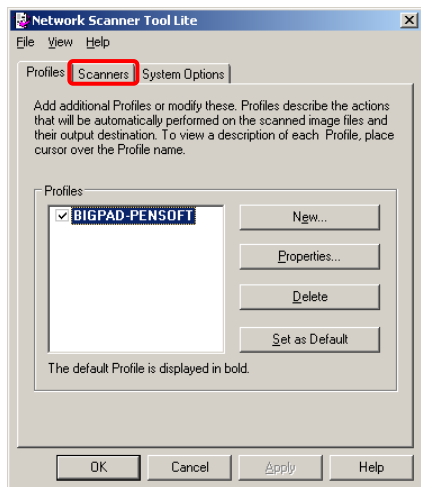 Network Scanner Tool Lite
File View Help
Profiles Scanners System Options
Add additional Profiles or modify these. Profiles describe the actions
that will be automatically performed on the scanned image files and
their output destination. To view a description of each Profile, place
cursor over the Profile name.
Profiles
BIGPAD-PENSOFT
New...
Properties...
Delete
Set as Default
The default Profile is displayed in bold.
OK Cancel Apply Help